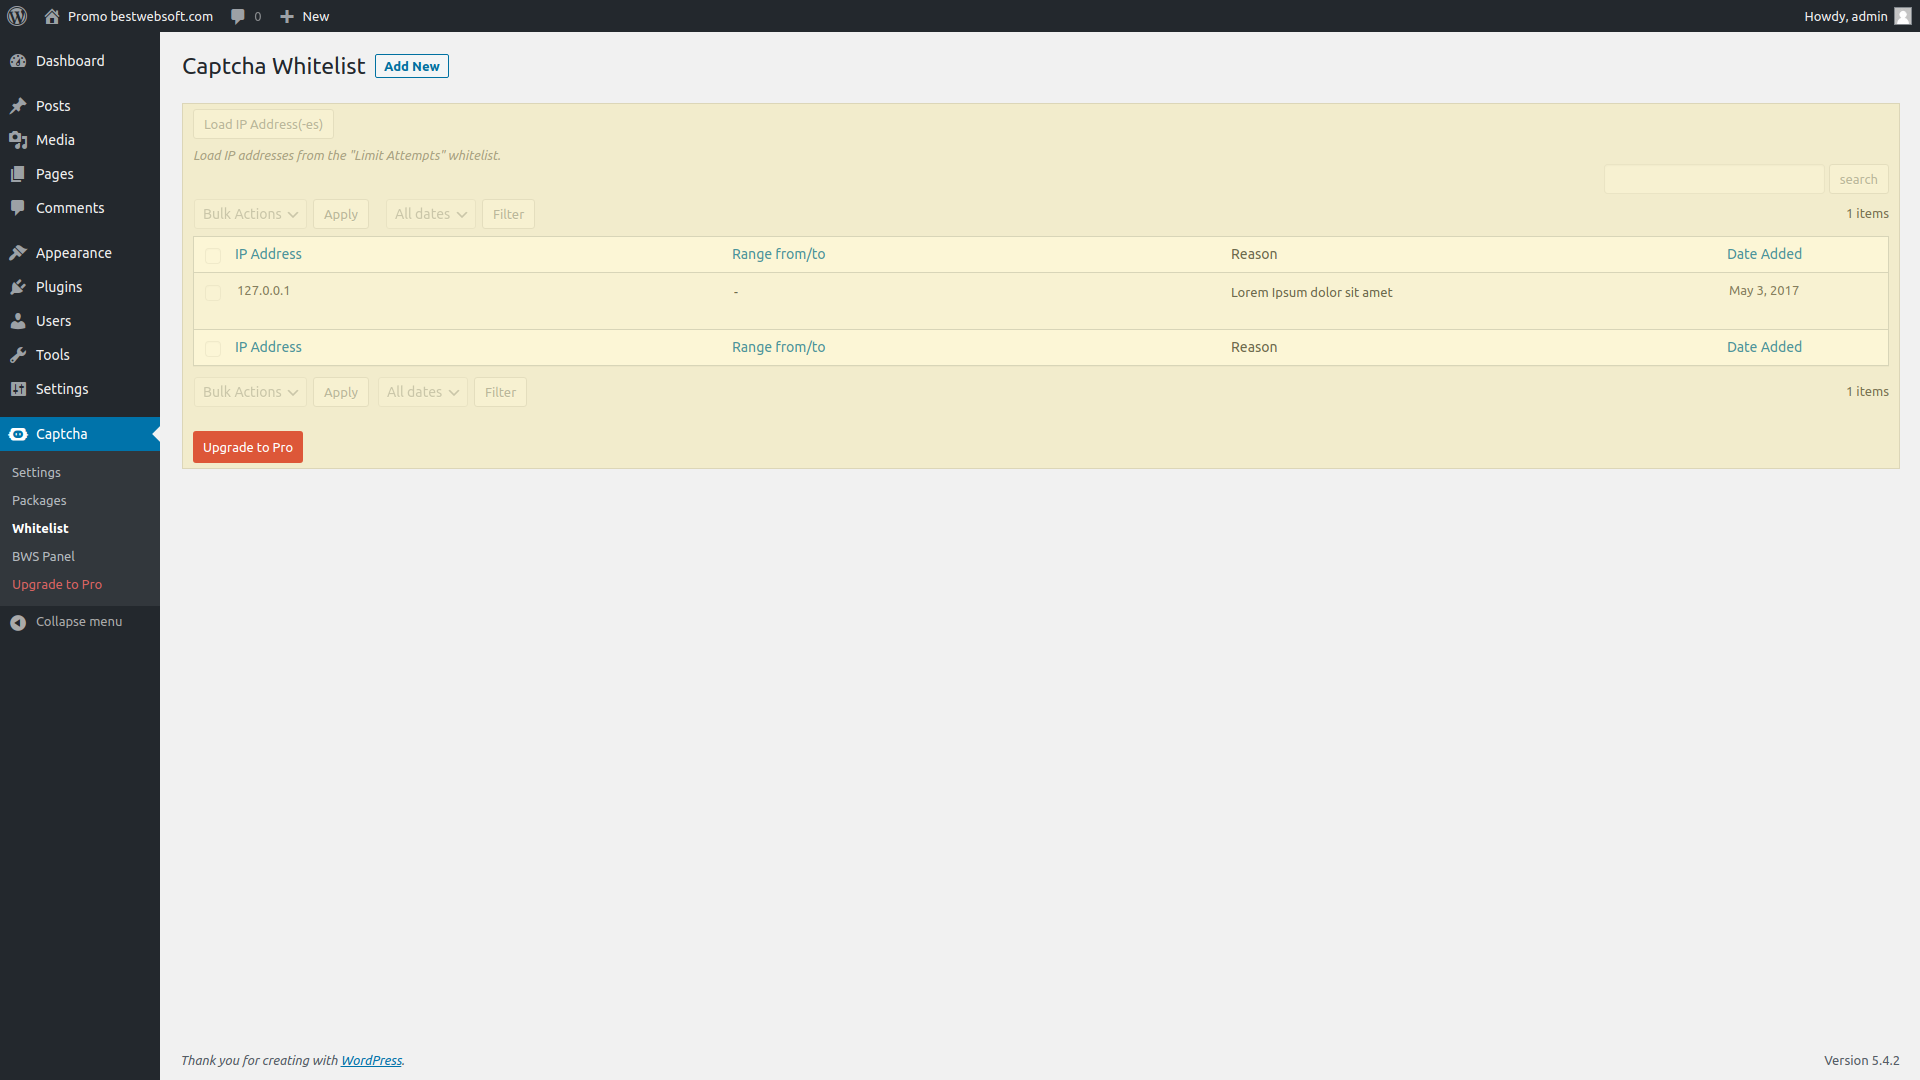 Promo bestwebsoft.com 0 New Howdy, admin
Dashboard
Posts
Media
Pages
Comments
Appearance
Plugins
Users
Tools
Settings
Captcha
Settings
Packages
Whitelist
BWS Panel
Upgrade to Pro
Collapse menu
Captcha Whitelist Add New
Load IP Address(-es)
Load IP addresses from the "Limit Attempts" whitelist.
search
Bulk Actions Apply All dates Filter 1 items
IP Address Range from/to Reason Date Added
127.0.0.1 - Lorem Ipsum dolor sit amet May 3, 2017
IP Address Range from/to Reason Date Added
Bulk Actions Apply All dates Filter 1 items
Upgrade to Pro
Thank you for creating with WordPress. Version 5.4.2